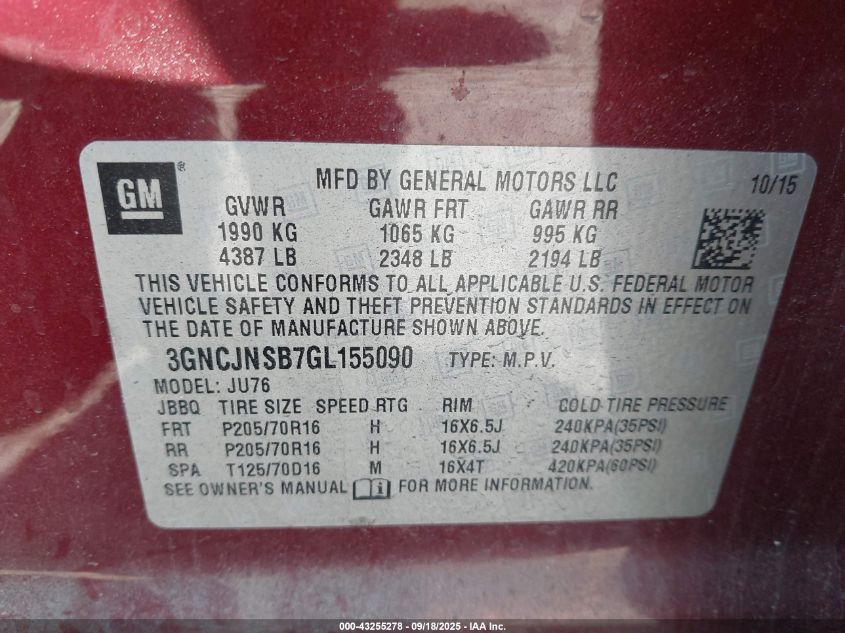 GM®
MFD BY GENERAL MOTORS LLC 10/15
GVWR GAWR FRT GAWR RR
1990 KG 1065 KG 995 KG
4387 LB 2348 LB 2194 LB
THIS VEHICLE CONFORMS TO ALL APPLICABLE U.S. FEDERAL MOTOR
VEHICLE SAFETY AND THEFT PREVENTION STANDARDS IN EFFECT ON
THE DATE OF MANUFACTURE SHOWN ABOVE.
3GNCJNSB7GL155090 TYPE: M.P.V.
MODEL: JU76
JBBQ TIRE SIZE SPEED RTG RIM COLD TIRE PRESSURE
FRT P205/70R16 H 16X6.5J 240KPA(35PSI)
RR P205/70R16 H 16X6.5J 240KPA(35PSI)
SPA T125/70D16 M 16X4T 420KPA(60PSI)
SEE OWNER'S MANUAL FOR MORE INFORMATION.
000-43255278 - 09/18/2025 - IAA Inc.